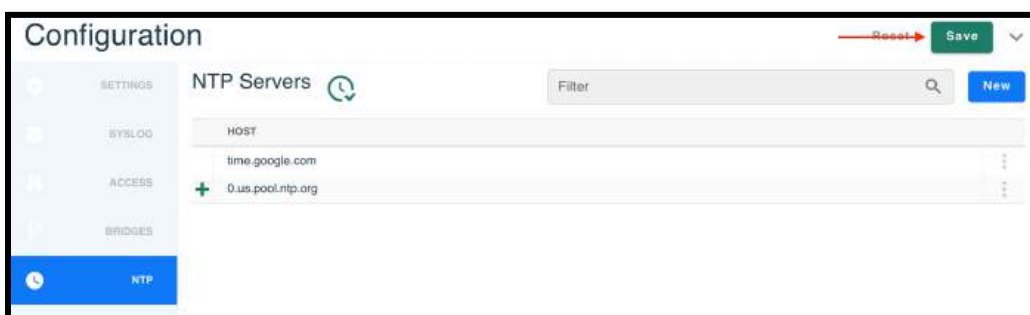 Configuration
Reset
Save
SETTINGS
NTP Servers
Filter
New
SYSLOG
HOST
time.google.com
ACCESS
0.us.pool.ntp.org
BRIDGES
NTP